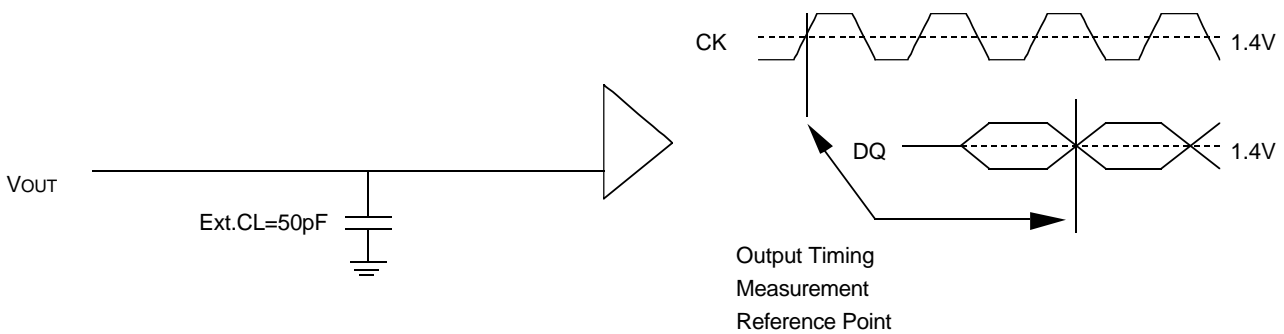 CK
1.4V
DQ
1.4V
VOUT
Ext.CL=50pF
Output Timing
Measurement
Reference Point